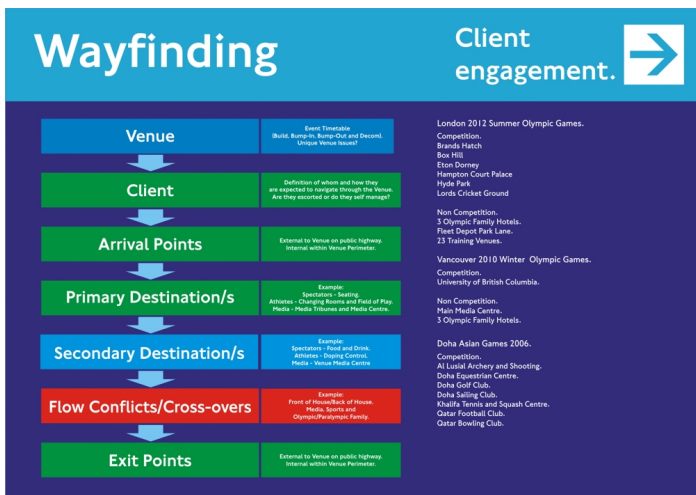 Wayfinding
Client
engagement.
Venue
Event Timetable
(Build, Bump-In, Bump-Out and Decom).
Unique Venue Issues?
Client
Definition of whom and how they
are expected to navigate through the Venue.
Are they escorted or do they self manage?
Arrival Points
External to Venue on public highway.
Internal within Venue Perimeter.
Primary Destination/s
Example:
Spectators - Seating.
Athletes - Changing Rooms and Field of Play.
Media - Media Tribunes and Media Centre.
Secondary Destination/s
Example:
Spectators - Food and Drink.
Athletes - Doping Control.
Media - Venue Media Centre
Flow Conflicts/Cross-overs
Example:
Front of House/Back of House.
Media, Sports and
Olympic/Paralympic Family.
Exit Points
External to Venue on public highway.
Internal within Venue Perimeter.
London 2012 Summer Olympic Games.
Competition.
Brands Hatch
Box Hill
Eton Dorney
Hampton Court Palace
Hyde Park
Lords Cricket Ground
Non Competition.
3 Olympic Family Hotels.
Fleet Depot Park Lane.
23 Training Venues.
Vancouver 2010 Winter Olympic Games.
Competition.
University of British Columbia.
Non Competition.
Main Media Centre.
3 Olympic Family Hotels.
Doha Asian Games 2006.
Competition.
Al Lusial Archery and Shooting.
Doha Equestrian Centre.
Doha Golf Club.
Doha Sailing Club.
Khalifa Tennis and Squash Centre.
Qatar Football Club.
Qatar Bowling Club.